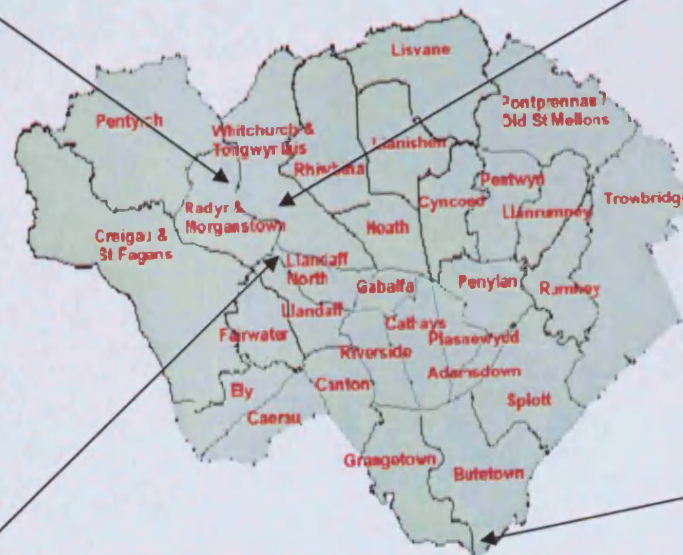 Lisvane
Pontprennau /
Old St Mellons
Pentyrch
Whitchurch &
Tongwynlais
Rhiwbina
Llanishen
Pentwyn
Cyncoed
Trowbridge
Llanrumney
Radyr &
Morganstown
Heath
Creigau &
St Fagans
Llandaff
North
Gabalfa
Penylan
Rumney
Llandaff
Cathays
Fairwater
Riverside
Plasnewydd
Adamsdown
Ely
Canton
Splott
Caerau
Grangetown
Butetown